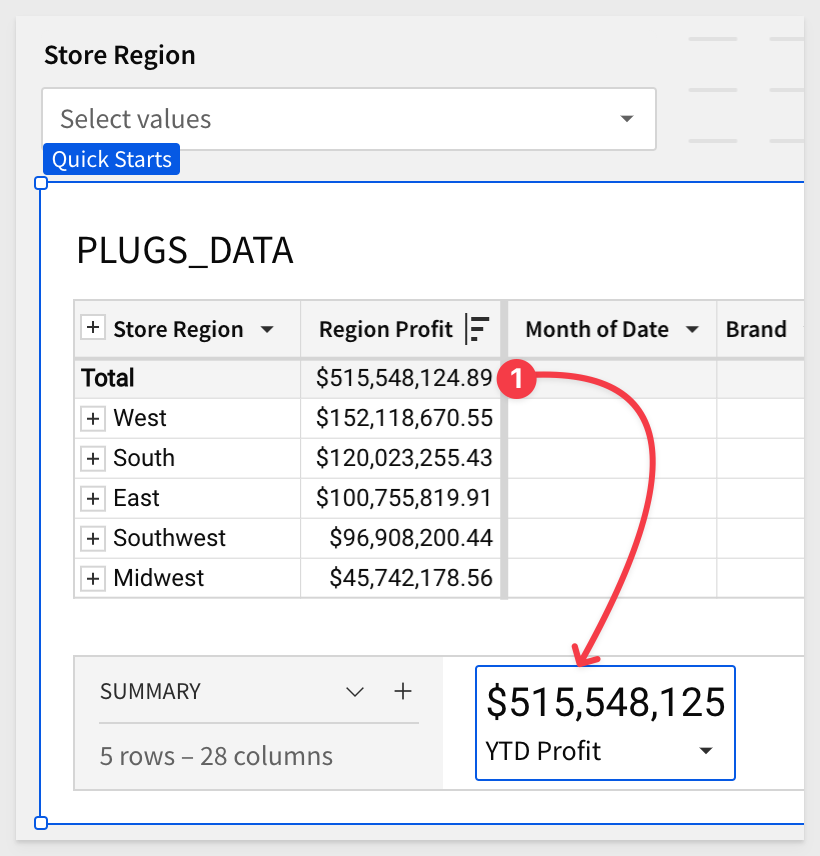 Store Region
Select values
Quick Starts
PLUGS_DATA
Store Region Region Profit Month of Date Brand
Total $515,548,124.89 1
West $152,118,670.55
South $120,023,255.43
East $100,755,819.91
Southwest $96,908,200.44
Midwest $45,742,178.56
SUMMARY
5 rows – 28 columns
$515,548,125
YTD Profit